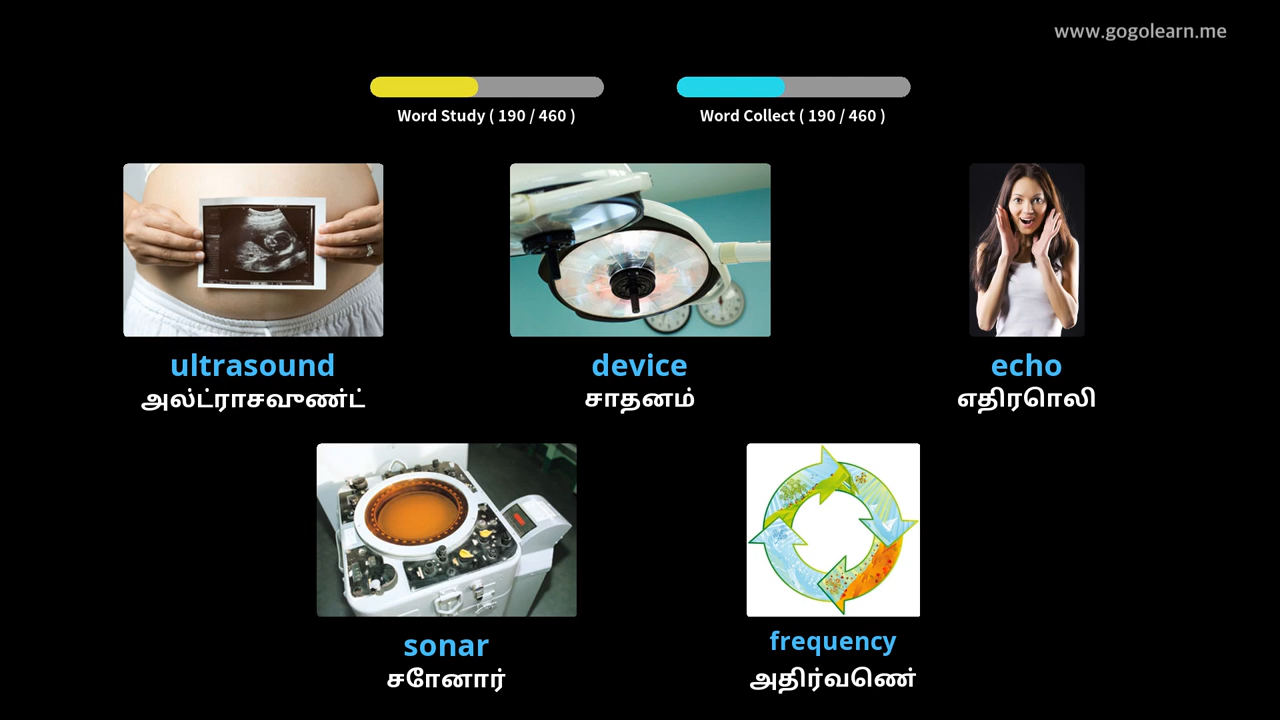 www.gogolearn.me
Word Study ( 190 / 460 )
Word Collect ( 190 / 460 )
ultrasound
அல்ட்ராசவுண்ட்
device
சாதனம்
echo
எதிரொலி
sonar
சோனார்
frequency
அதிர்வெண்